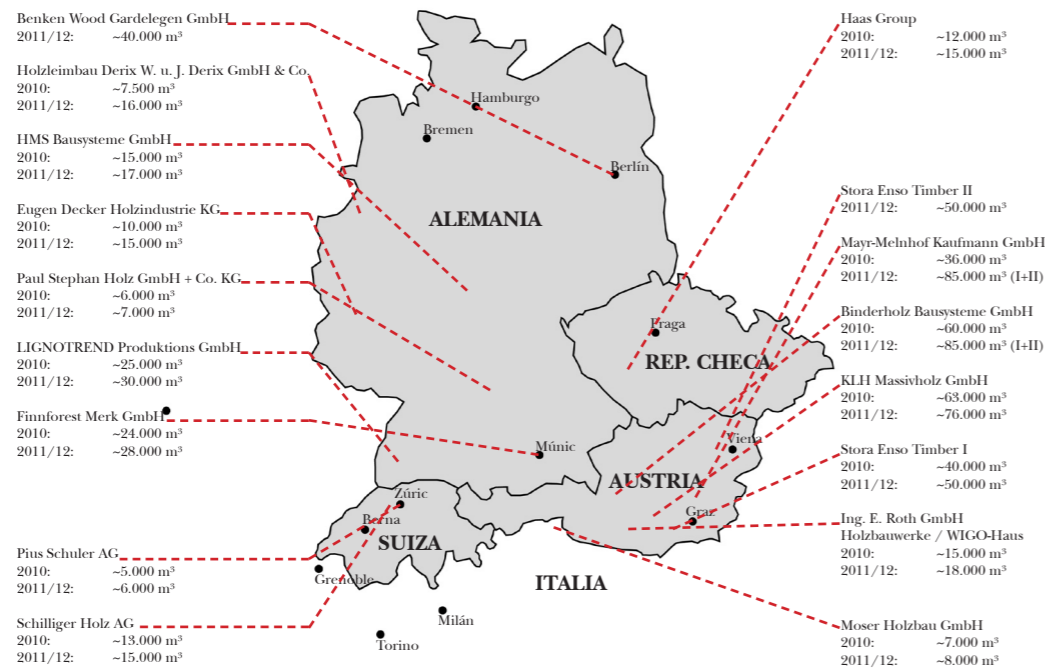 Benken Wood Gardelegen GmbH
2011/12: ~40.000 m³
Holzleimbau Derix W. u. J. Derix GmbH & Co.
2010: ~7.500 m³
2011/12: ~16.000 m³
HMS Bausysteme GmbH
2010: ~15.000 m³
2011/12: ~17.000 m³
Eugen Decker Holzindustrie KG
2010: ~10.000 m³
2011/12: ~15.000 m³
Paul Stephan Holz GmbH + Co. KG
2010: ~6.000 m³
2011/12: ~7.000 m³
LIGNOTREND Produktions GmbH
2010: ~25.000 m³
2011/12: ~30.000 m³
Finnforest Merk GmbH
2010: ~24.000 m³
2011/12: ~28.000 m³
Pius Schuler AG
2010: ~5.000 m³
2011/12: ~6.000 m³
Schilliger Holz AG
2010: ~13.000 m³
2011/12: ~15.000 m³
Hamburgo
Bremen
Berlín
ALEMANIA
Praga
REP. CHECA
Múnic
Viena
AUSTRIA
Graz
Zúric
Berna
SUIZA
Grenoble
ITALIA
Milán
Torino
Haas Group
2010: ~12.000 m³
2011/12: ~15.000 m³
Stora Enso Timber II
2011/12: ~50.000 m³
Mayr-Melnhof Kaufmann GmbH
2010: ~36.000 m³
2011/12: ~85.000 m³ (I+II)
Binderholz Bausysteme GmbH
2010: ~60.000 m³
2011/12: ~85.000 m³ (I+II)
KLH Massivholz GmbH
2010: ~63.000 m³
2011/12: ~76.000 m³
Stora Enso Timber I
2010: ~40.000 m³
2011/12: ~50.000 m³
Ing. E. Roth GmbH
Holzbauwerke / WIGO-Haus
2010: ~15.000 m³
2011/12: ~18.000 m³
Moser Holzbau GmbH
2010: ~7.000 m³
2011/12: ~8.000 m³